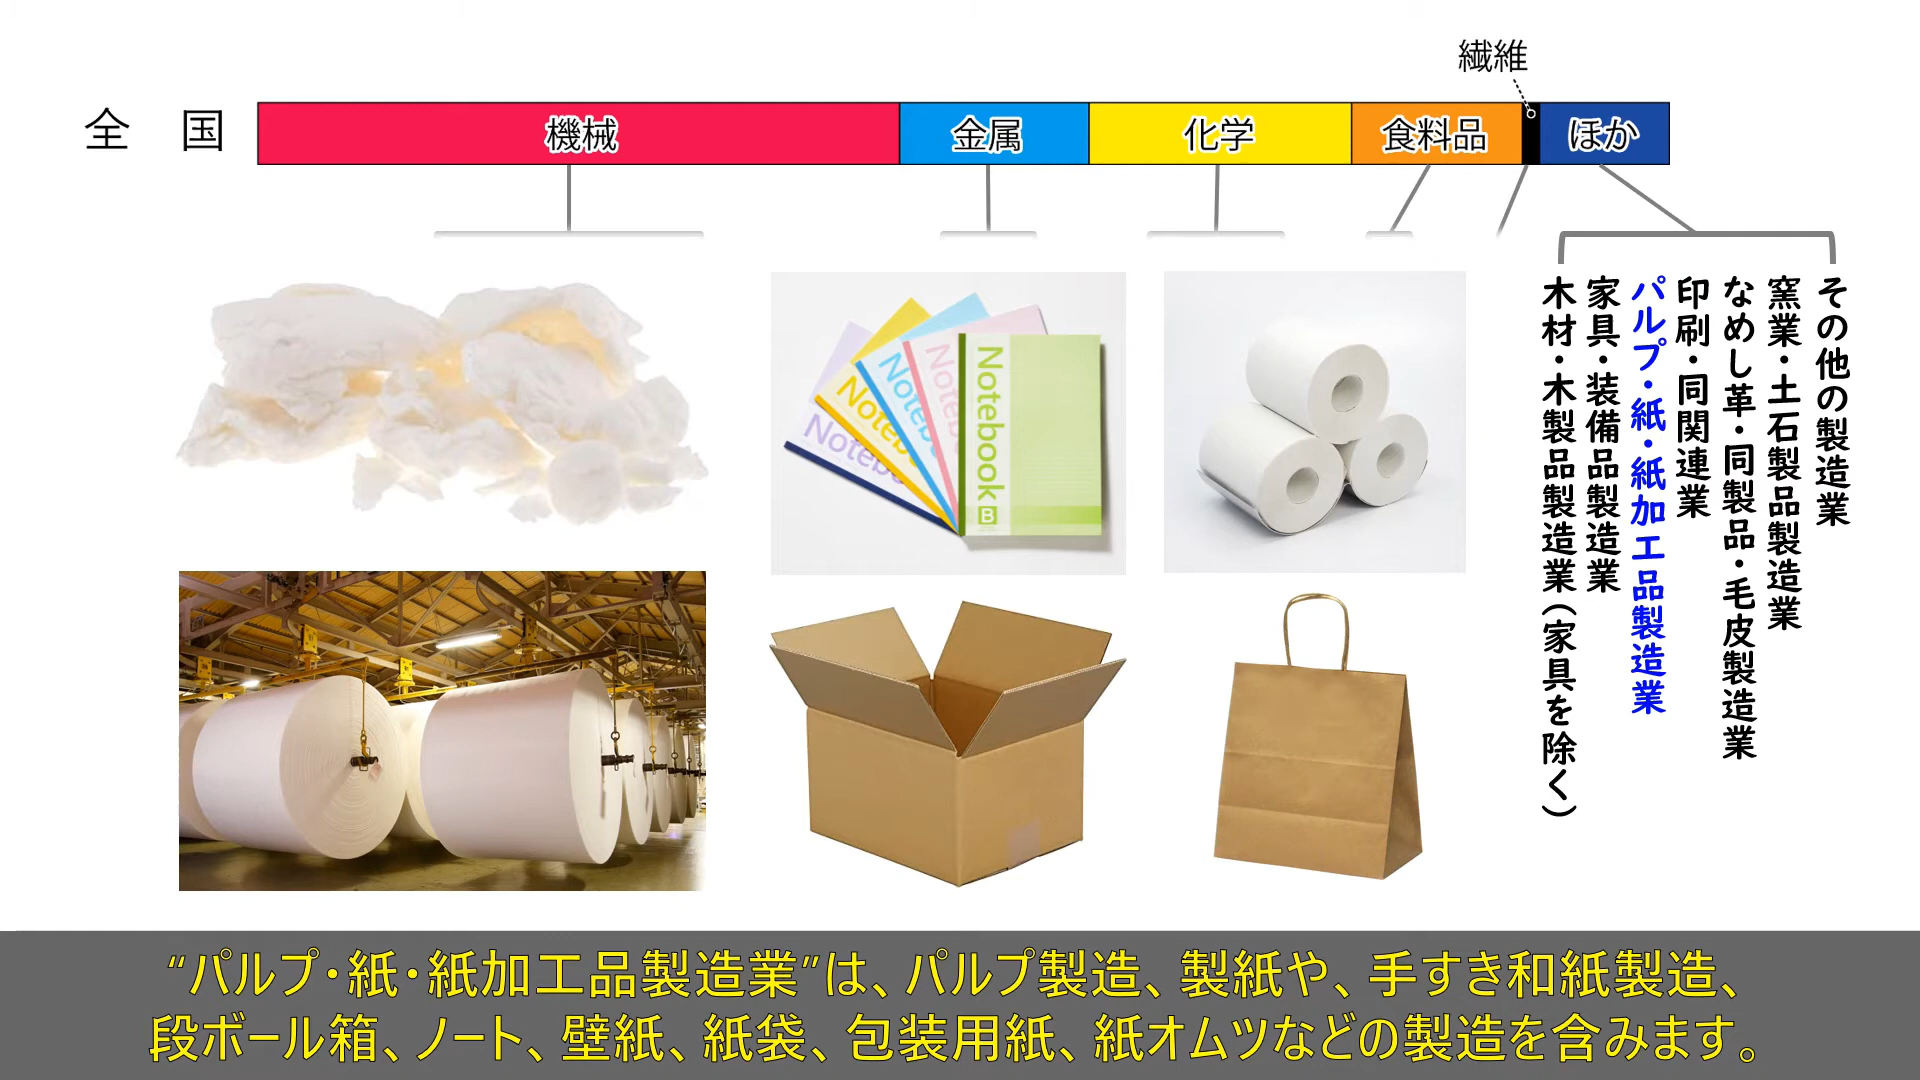 繊維
全 国
機械
金属
化学
食料品
ほか
その他の製造業
窯業・土石製品製造業
なめし革・同製品・毛皮製造業
印刷・同関連業
パルプ・紙・紙加工品製造業
家具・装備品製造業
木材・木製品製造業(家具を除く)
Notebook
Notebo
Notebo
Notebo
Noteb
B
“パルプ・紙・紙加工品製造業”は、パルプ製造、製紙や、手すき和紙製造、
段ボール箱、ノート、壁紙、紙袋、包装用紙、紙オムツなどの製造を含みます。